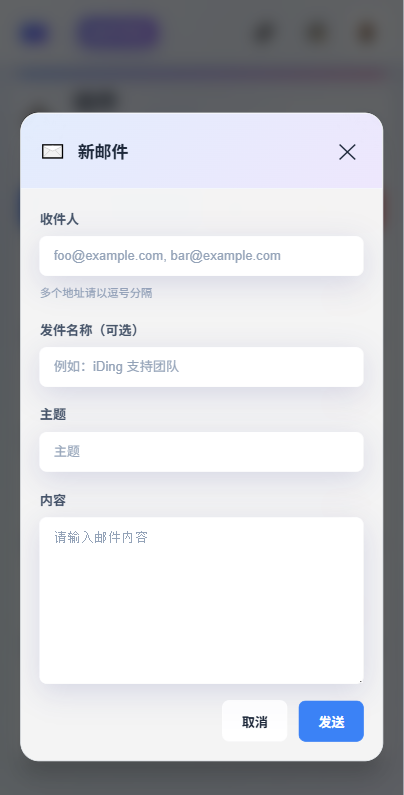 新邮件
收件人
foo@example.com, bar@example.com
多个地址请以逗号分隔
发件名称（可选）
例如：iDing 支持团队
主题
主题
内容
请输入邮件内容
取消
发送